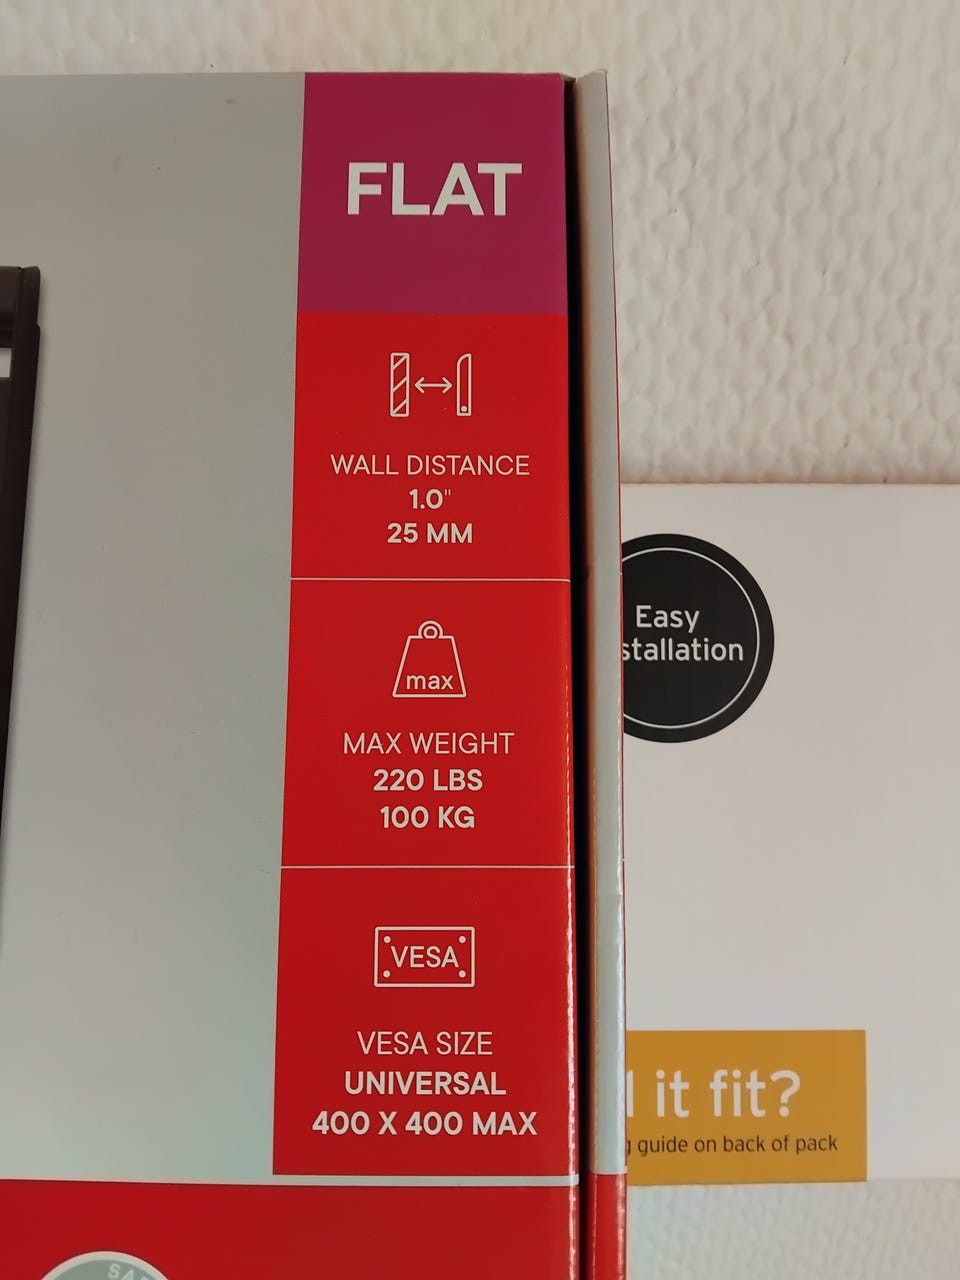 FLAT
WALL DISTANCE
1.0"
25 MM
max
MAX WEIGHT
220 LBS
100 KG
VESA
VESA SIZE
UNIVERSAL
400 X 400 MAX
Easy
stallation
it fit?
guide on back of pack